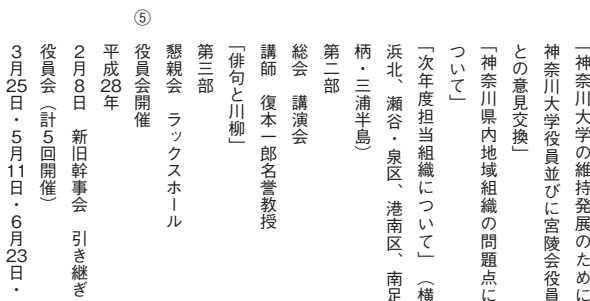 「神奈川大学の維持発展のために
神奈川大学役員並びに宮陵会役員
との意見交換」
「神奈川県内地域組織の問題点に
ついて」
「次年度担当組織について」（横
浜北、瀬谷・泉区、港南区、南足
柄・三浦半島）
第二部
総会　講演会
講師　復本一郎名誉教授
「俳句と川柳」
第三部
懇親会　ラックスホール
⑤　役員会開催
平成28年
２月８日　新旧幹事会　引き継ぎ
役員会（計５回開催）
３月25日・５月11日・６月23日・